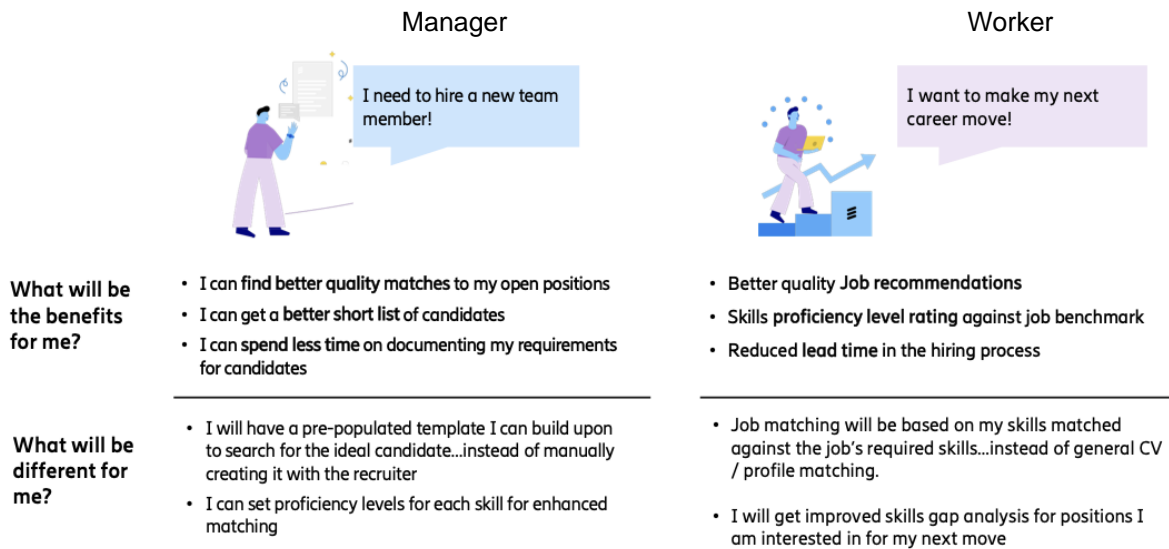 Manager
Worker
I need to hire a new team
member!
I want to make my next
career move!
What will be
the benefits
for me?
• I can find better quality matches to my open positions
• I can get a better short list of candidates
• I can spend less time on documenting my requirements
for candidates
• Better quality Job recommendations
• Skills proficiency level rating against job benchmark
• Reduced lead time in the hiring process
What will be
different for
me?
• I will have a pre-populated template I can build upon
to search for the ideal candidate...instead of manually
creating it with the recruiter
• I can set proficiency levels for each skill for enhanced
matching
• Job matching will be based on my skills matched
against the job's required skills...instead of general CV
/ profile matching.
• I will get improved skills gap analysis for positions I
am interested in for my next move